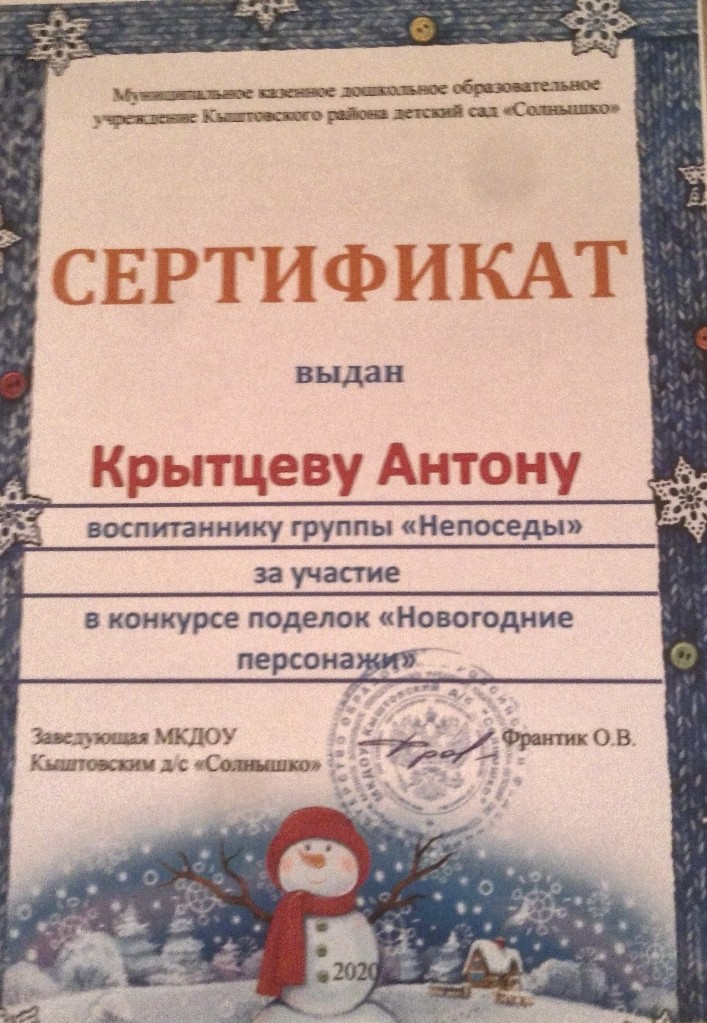 Муниципальное казенное дошкольное образовательное
учреждение Кыштовского района детский сад «Солнышко»
СЕРТИФИКАТ
выдан
Крытцеву Антону
воспитаннику группы «Непоседы»
за участие
в конкурсе поделок «Новогодние
персонажи»
Заведующая МКДОУ
Кыштовским д/с «Солнышко»
Франтик О.В.
2020